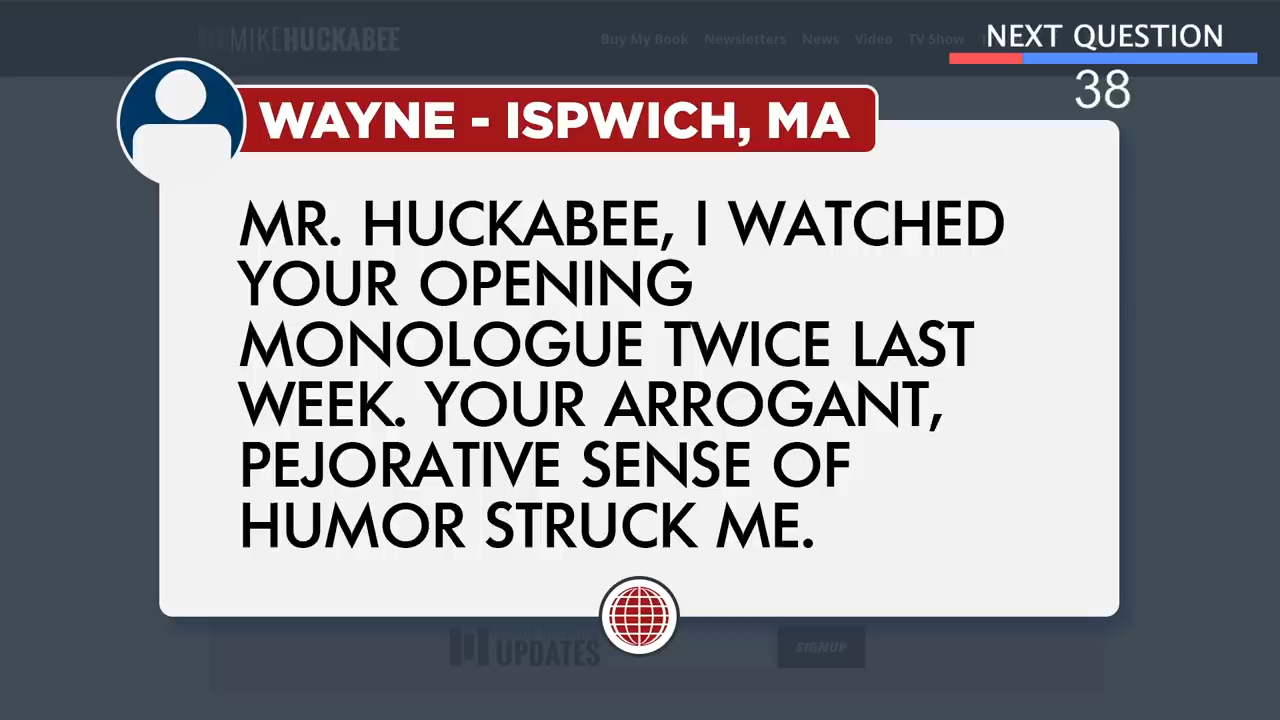 MIKEHUCKABEE
Buy My Book Newsletters News Video TV Show
NEXT QUESTION
38
WAYNE - ISPWICH, MA
MR. HUCKABEE, I WATCHED
YOUR OPENING
MONOLOGUE TWICE LAST
WEEK. YOUR ARROGANT,
PEJORATIVE SENSE OF
HUMOR STRUCK ME.
UPDATES
SIGNUP